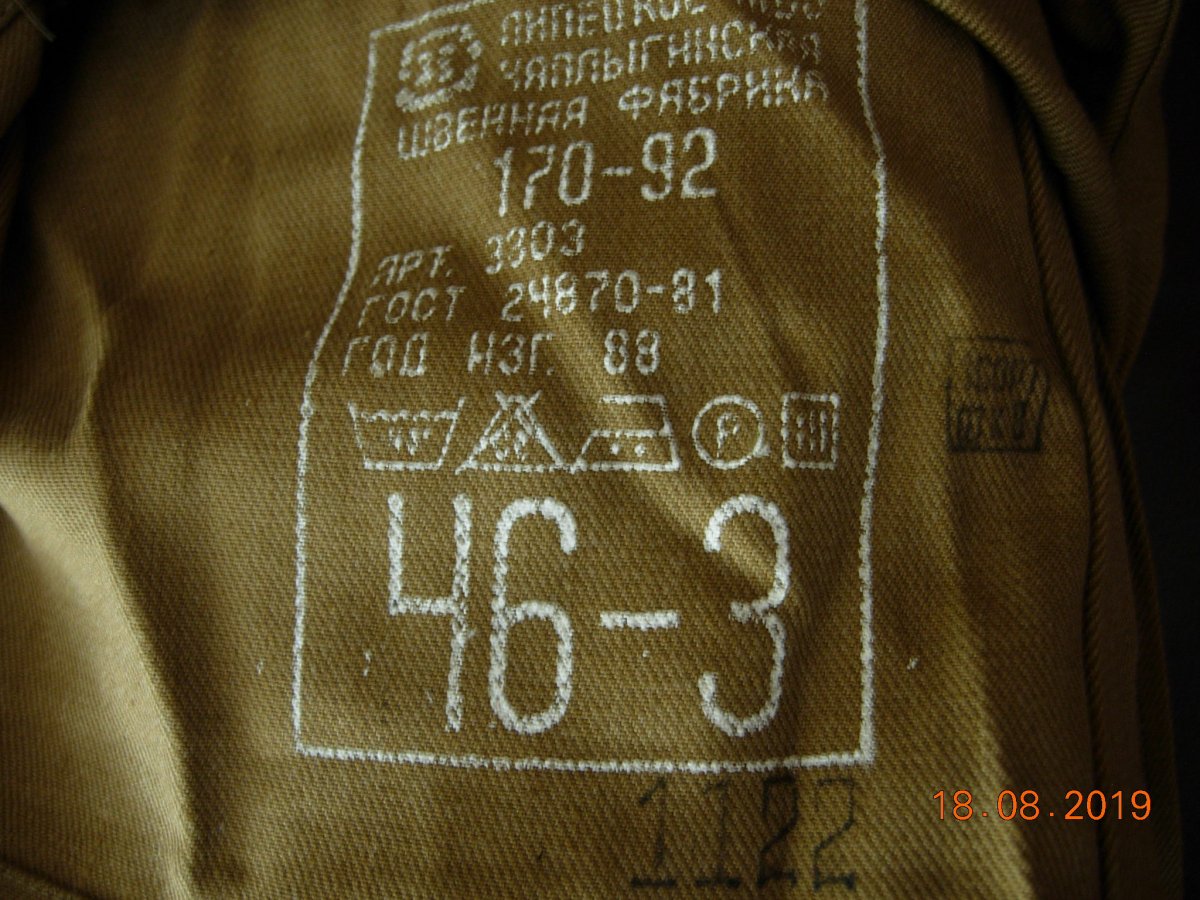 ЛИПЕЦКОЕ
ЧАПЛЫГИНСКАЯ
ШВЕЙНАЯ ФАБРИКА
170-92
АРТ. 3303
ГОСТ 24870-81
ГОД ИЗГ. 88
P
46-3
1122
18.08.2019